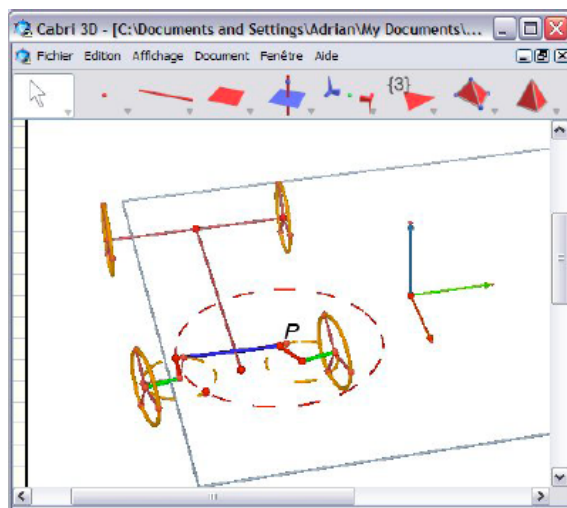 Cabri 3D - [C:\Documents and Settings\Adrian\My Documents\...
Fichier Edition Affichage Document Fenêtre Aide
{3}
P